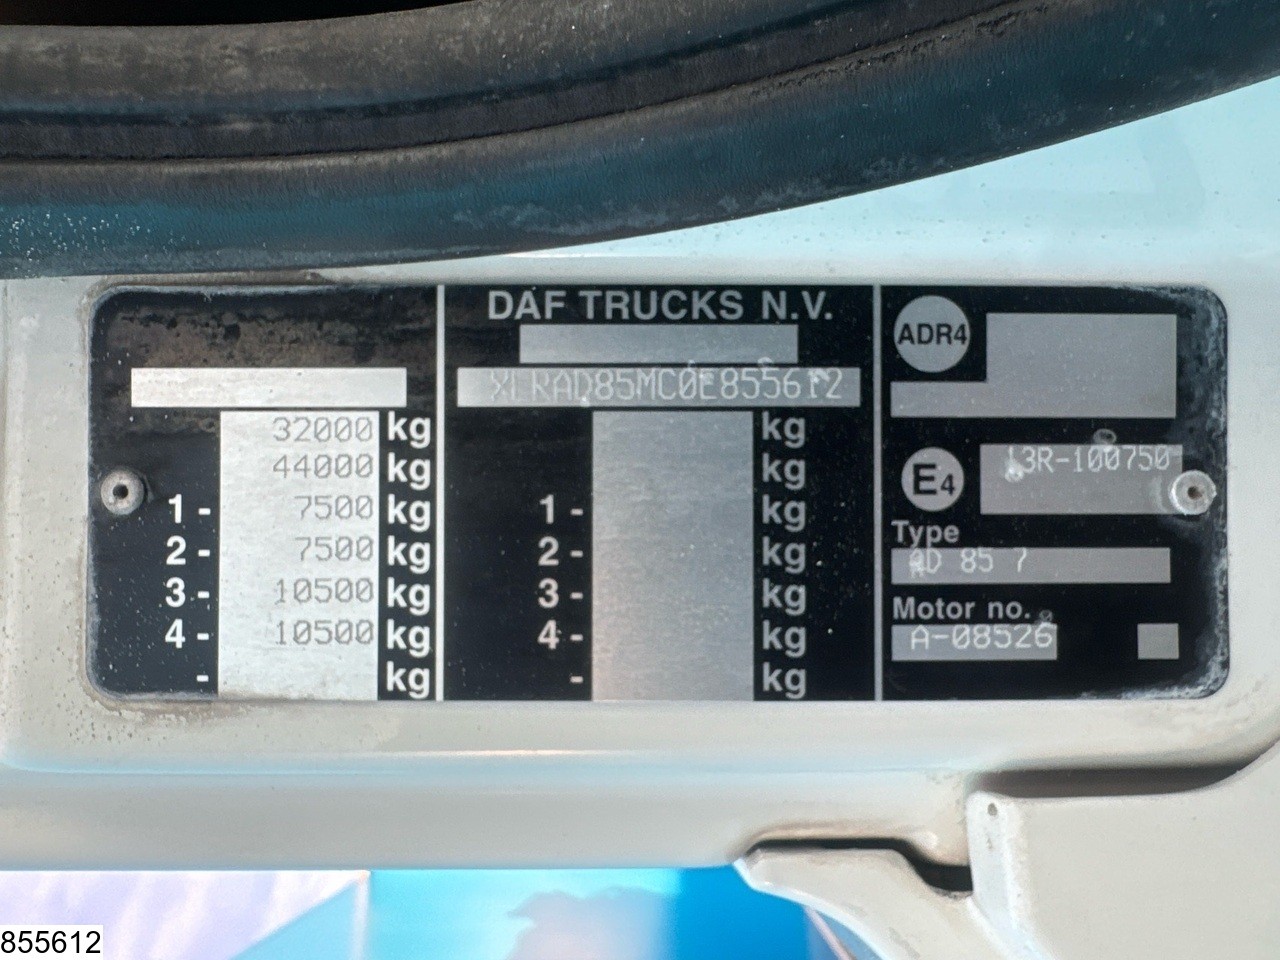 DAF TRUCKS N.V.
XLRAD85MC0E855612
32000 kg
44000 kg
1 - 7500 kg
2 - 7500 kg
3 - 10500 kg
4 - 10500 kg
- kg
kg
kg
1 - kg
2 - kg
3 - kg
4 - kg
- kg
ADR4
E4 13R-100750
Type
AD 85 7
Motor no.
A-08526
855612